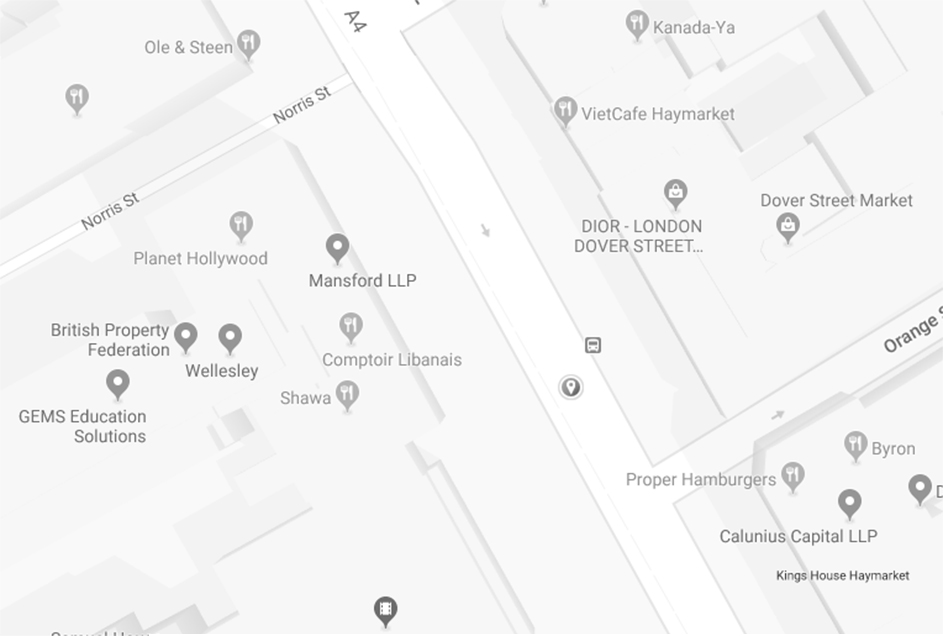 A4
Kanada-Ya
Ole & Steen
Norris St
VietCafe Haymarket
Norris St
Dover Street Market
DIOR - LONDON
DOVER STREET...
Planet Hollywood
Mansford LLP
British Property
Federation
Wellesley
Comptoir Libanais
Orange
GEMS Education
Solutions
Shawa
Byron
Proper Hamburgers
Calunius Capital LLP
Kings House Haymarket